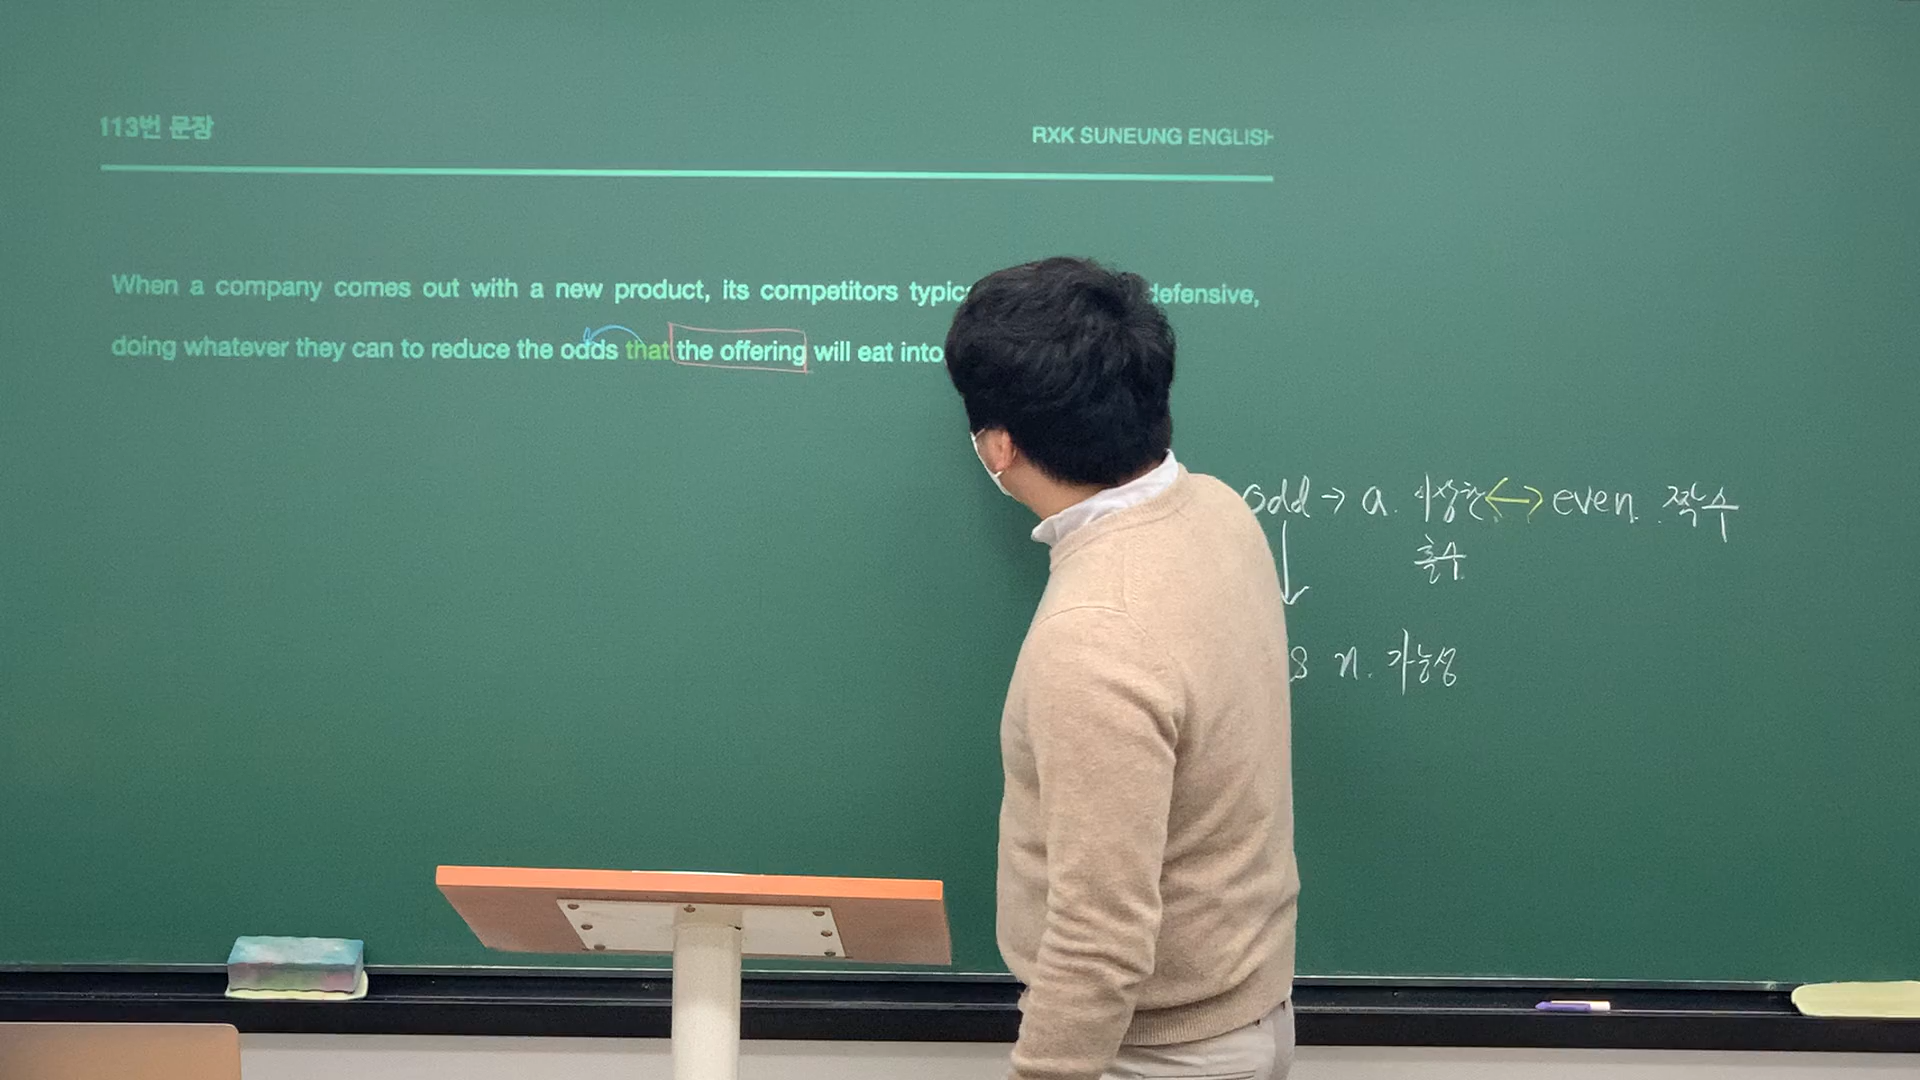 113번 문장
RXK SUNEUNG ENGLISH
When a company comes out with a new product, its competitors defensive,
doing whatever they can to reduce the odds that the offering will eat into
odd → a. 이상한 ↔ even. 짝수
홀수
s n. 가능성